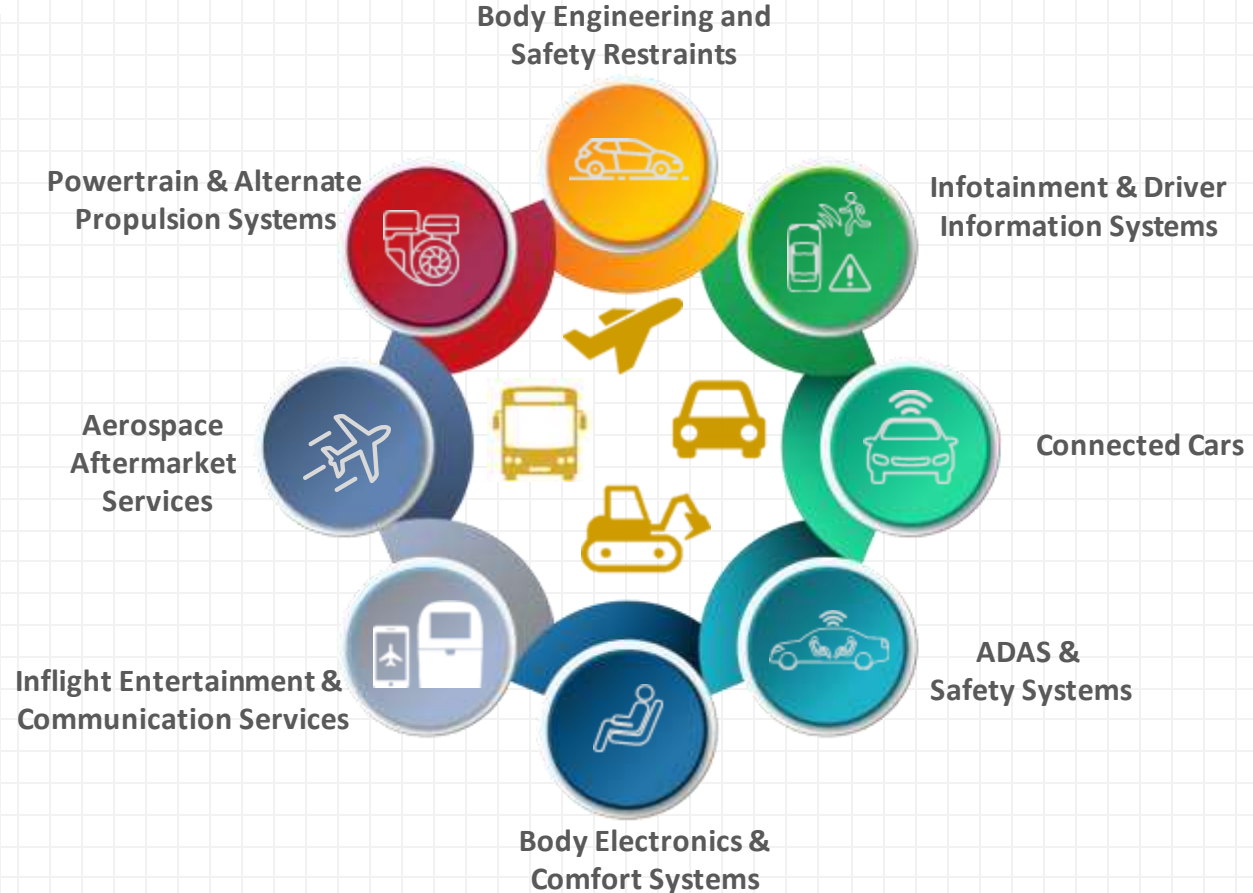 Body Engineering and
Safety Restraints
Powertrain & Alternate
Propulsion Systems
Infotainment & Driver
Information Systems
Aerospace
Aftermarket
Services
Connected Cars
Inflight Entertainment &
Communication Services
ADAS &
Safety Systems
Body Electronics &
Comfort Systems